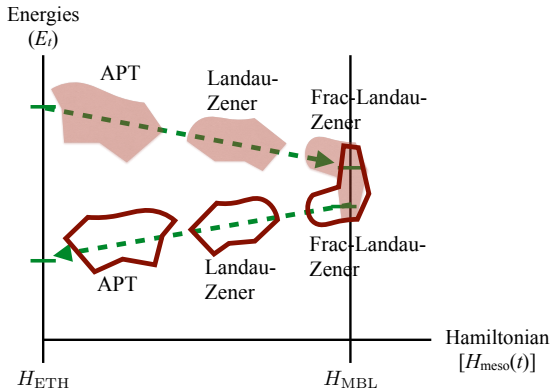 Energies
(E_t)
APT
Landau-
Zener
Frac-Landau-
Zener
APT
Landau-
Zener
Frac-Landau-
Zener
Hamiltonian
[H_meso(t)]
H_ETH
H_MBL